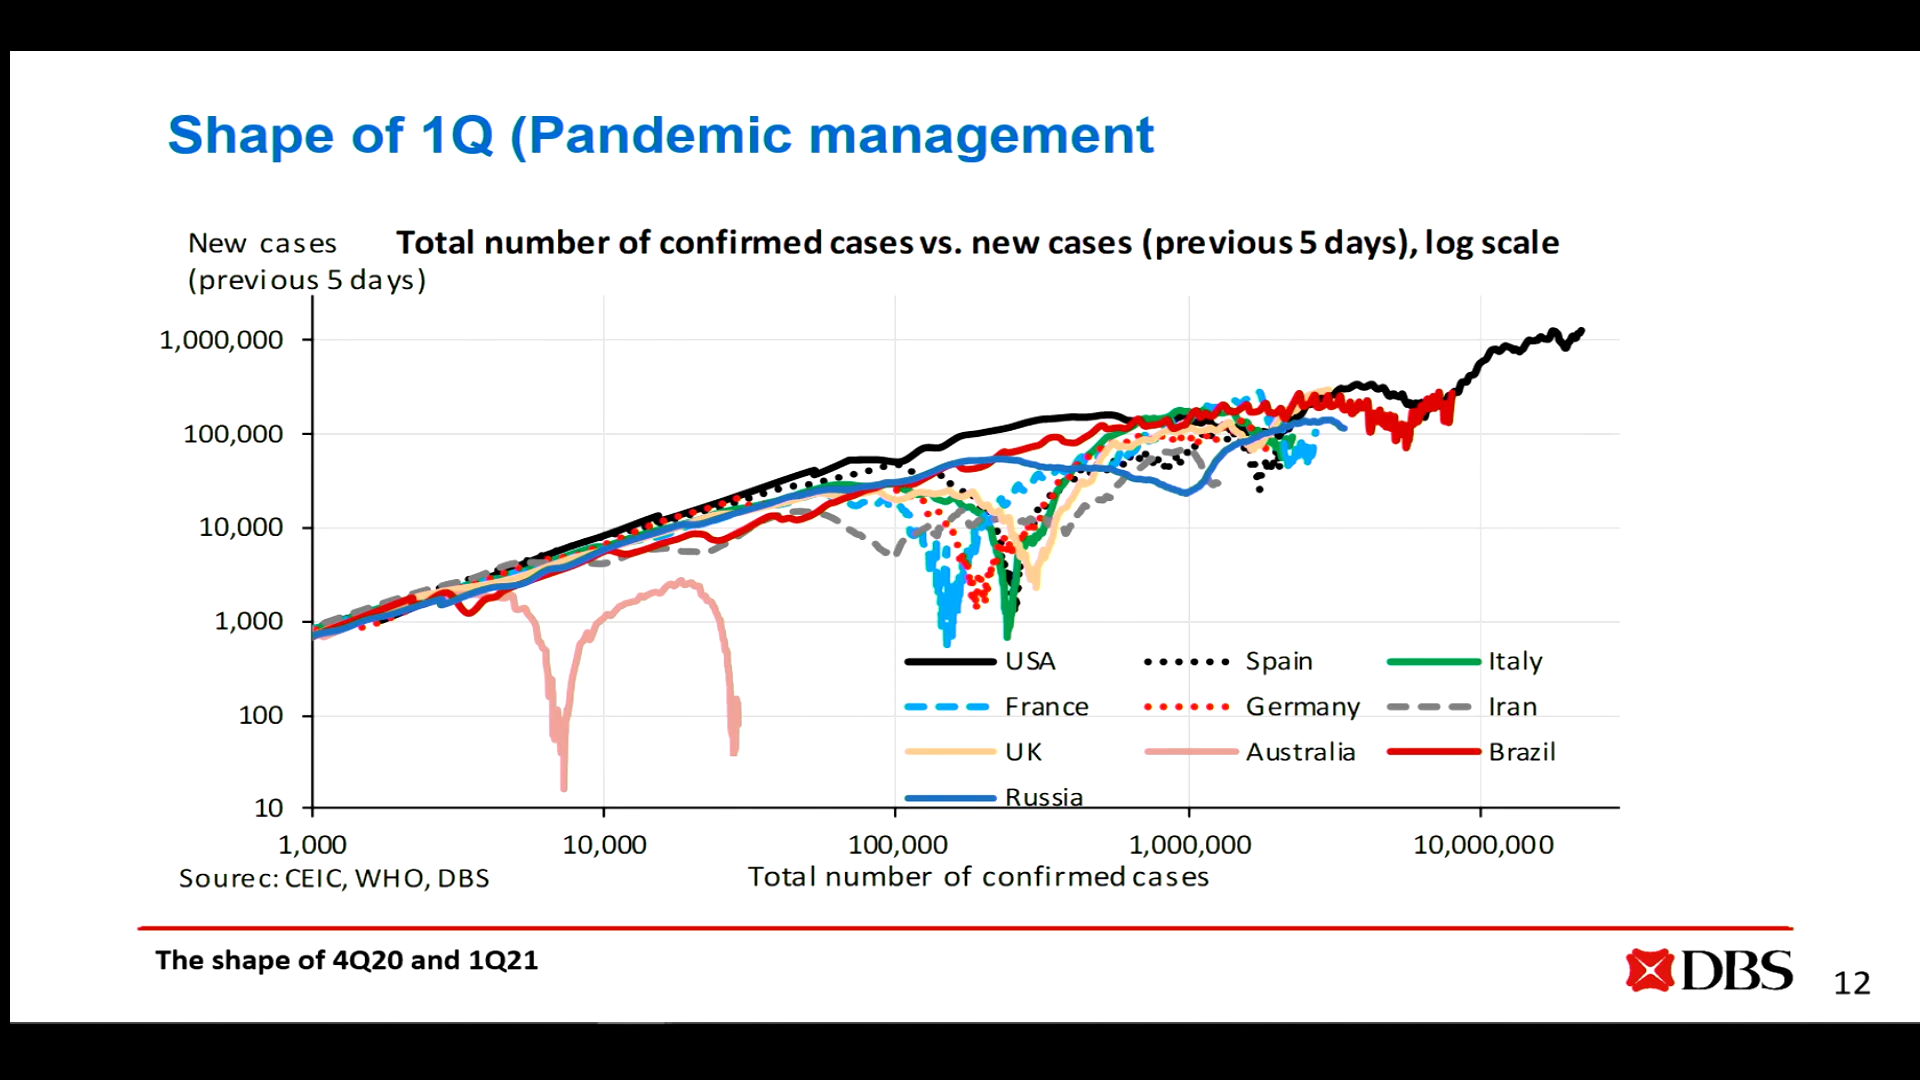 Shape of 1Q (Pandemic management
New cases
(previous 5 days)
Total number of confirmed cases vs. new cases (previous 5 days), log scale
1,000,000
100,000
10,000
1,000
100
10
USA
Spain
Italy
France
Germany
Iran
UK
Australia
Brazil
Russia
1,000
10,000
100,000
1,000,000
10,000,000
Sourec: CEIC, WHO, DBS
Total number of confirmed cases
The shape of 4Q20 and 1Q21
DBS
12